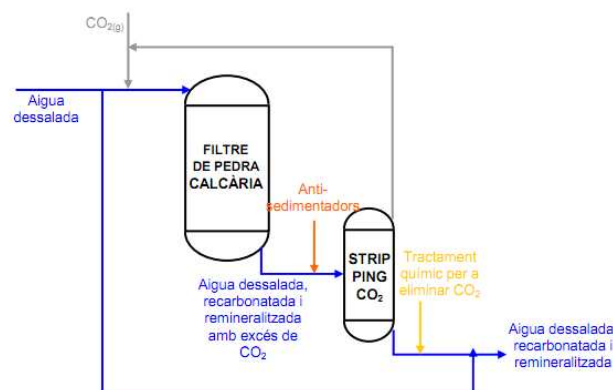 CO2(g)
Aigua
dessalada
FILTRE
DE PEDRA
CALCÀRIA
Anti-
sedimentadors
STRIP
PING
CO2
Tractament
químic per a
eliminar CO2
Aigua dessalada,
recarbonatada i
remineralitzada
amb excés de
CO2
Aigua dessalada
recarbonatada i
remineralitzada